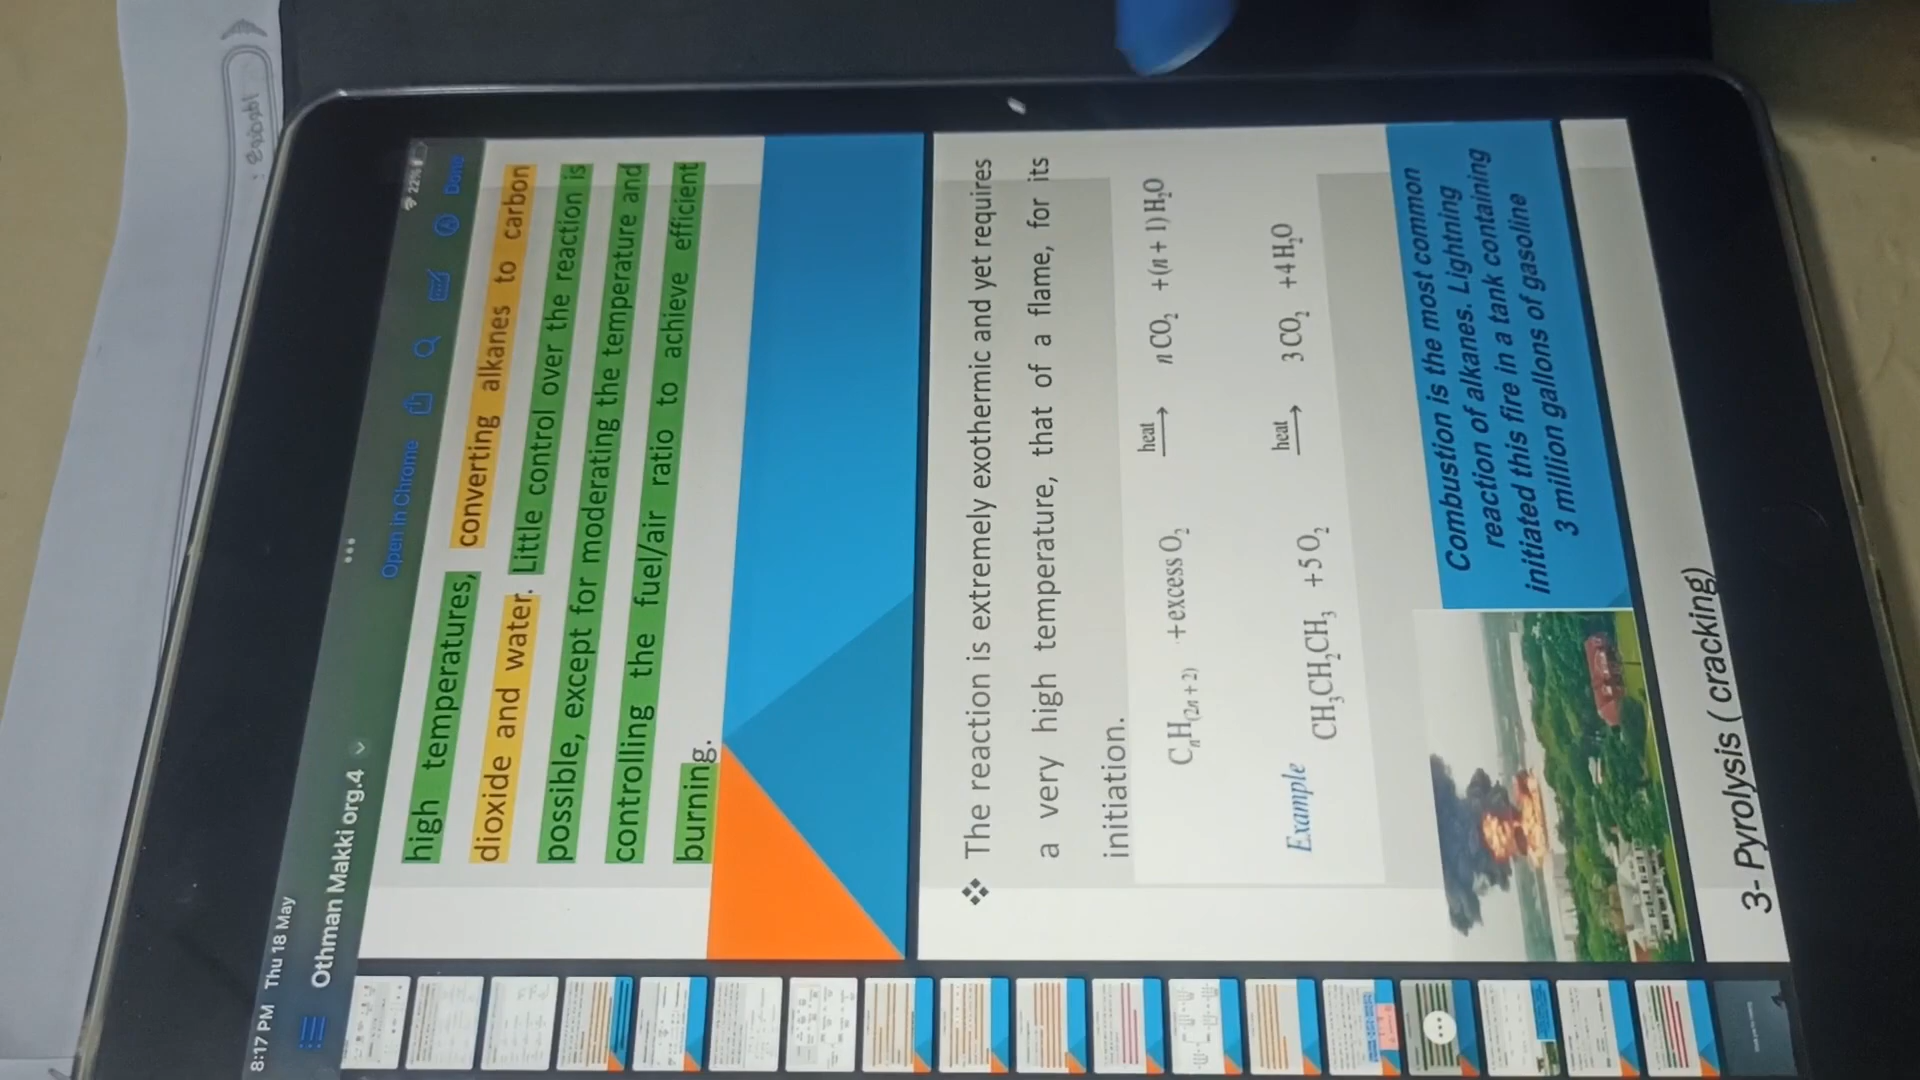 8:17 PM Thu 18 May
22%
Othman Makki org.4
Open in Chrome
Done
high temperatures, converting alkanes to carbon
dioxide and water. Little control over the reaction is
possible, except for moderating the temperature and
controlling the fuel/air ratio to achieve efficient
burning.
❖ The reaction is extremely exothermic and yet requires
a very high temperature, that of a flame, for its
initiation.
CₙH₍₂ₙ₊₂₎ +excess O₂ heat→ n CO₂ +(n + 1) H₂O
Example
CH₃CH₂CH₃ +5 O₂ heat→ 3 CO₂ +4 H₂O
Combustion is the most common
reaction of alkanes. Lightning
initiated this fire in a tank containing
3 million gallons of gasoline
3- Pyrolysis ( cracking)